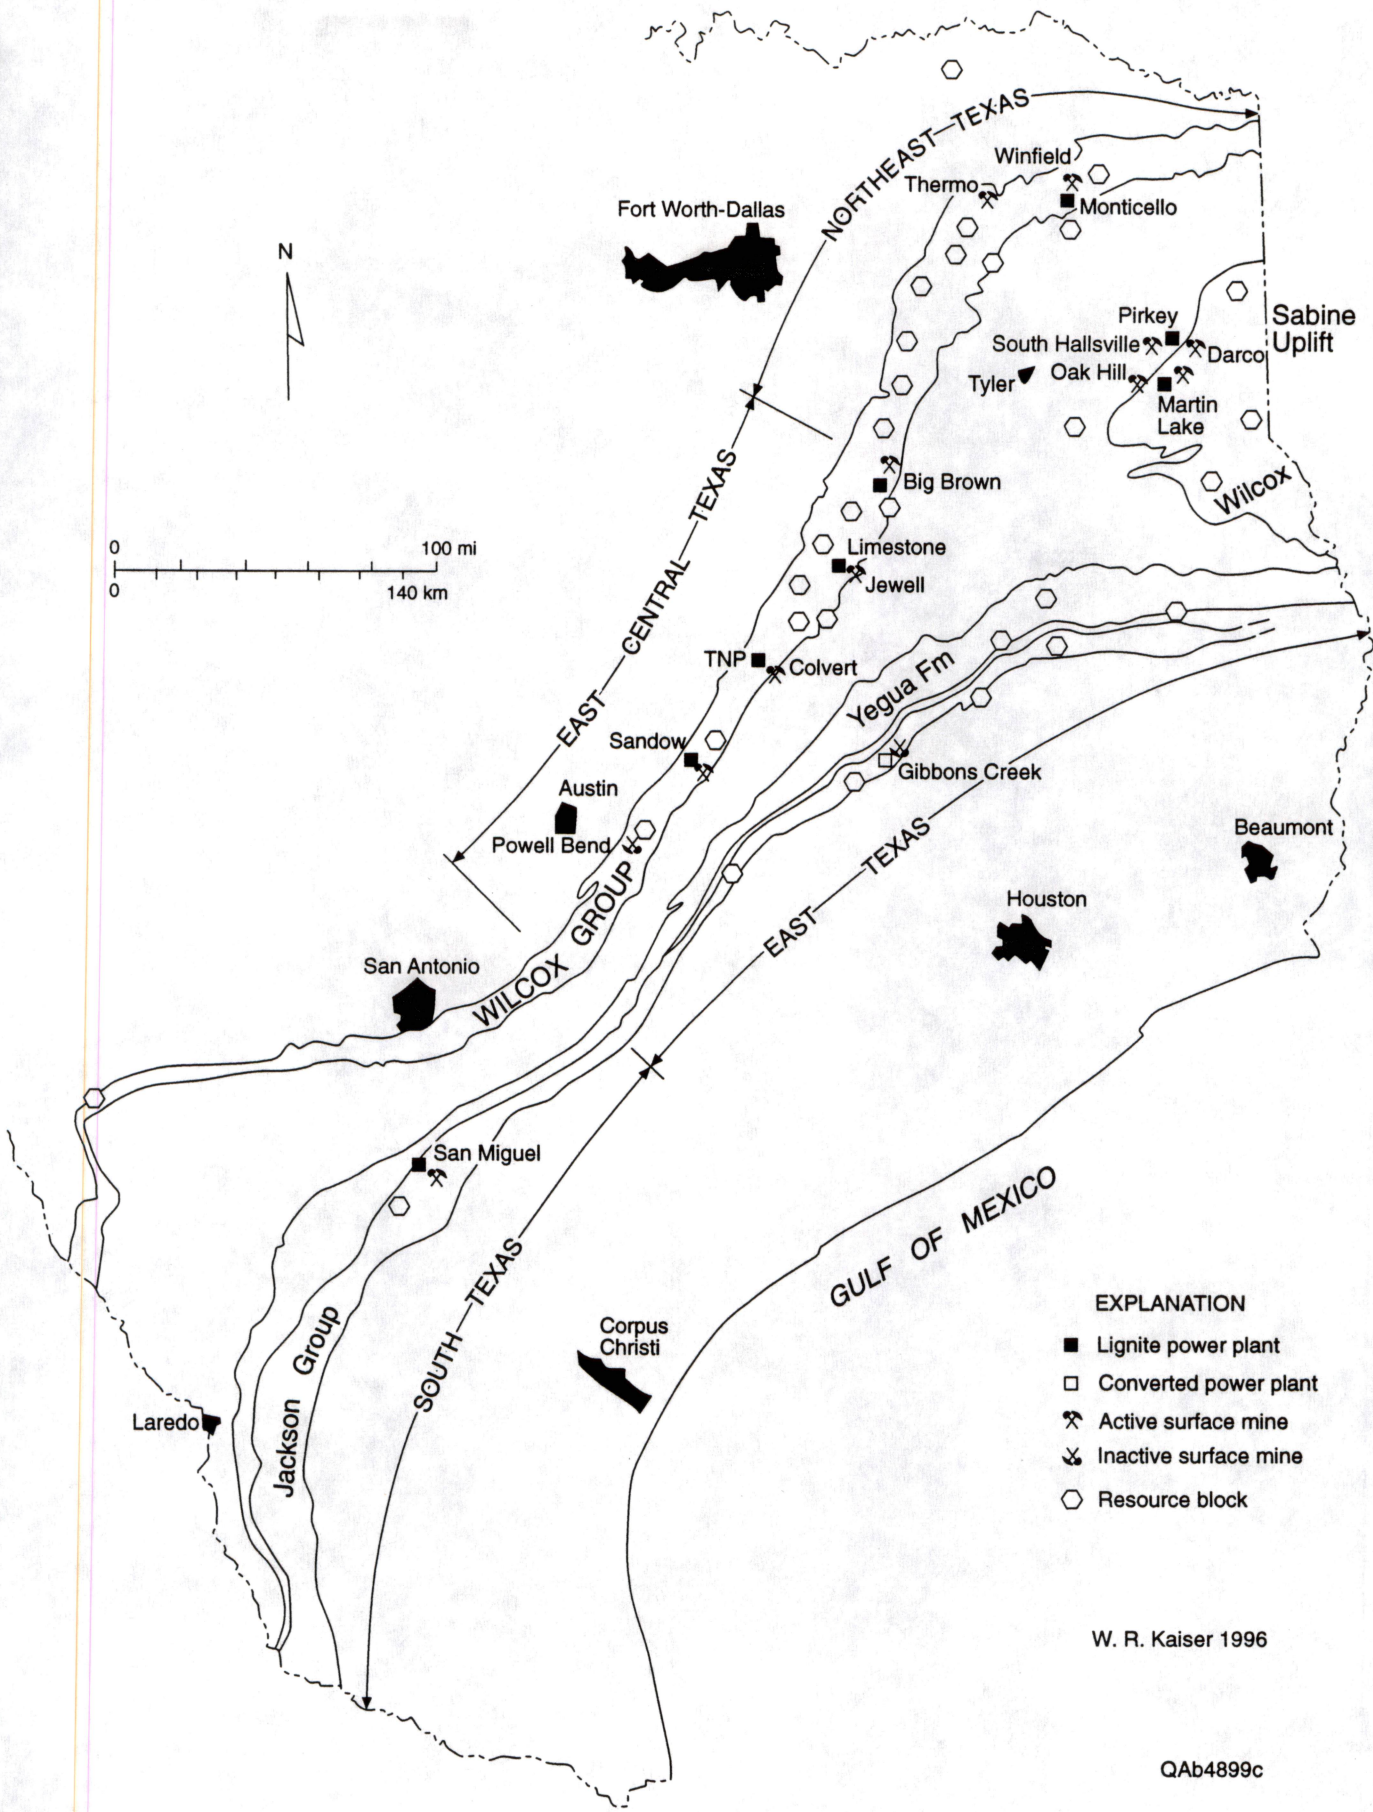 NORTHEAST TEXAS
Winfield
Thermo
Monticello
Fort Worth-Dallas
N
Pirkey
Sabine
Uplift
South Hallsville
Darco
Tyler
Oak Hill
Martin
Lake
Big Brown
Wilcox
0
100 mi
0
140 km
EAST CENTRAL TEXAS
Limestone
Jewell
TNP
Colvert
Yegua Fm
Sandow
Gibbons Creek
Austin
Powell Bend
Beaumont
EAST TEXAS
Houston
San Antonio
WILCOX GROUP
San Miguel
GULF OF MEXICO
SOUTH TEXAS
Corpus
Christi
Jackson Group
Laredo
EXPLANATION
Lignite power plant
Converted power plant
Active surface mine
Inactive surface mine
Resource block
W. R. Kaiser 1996
QAb4899c